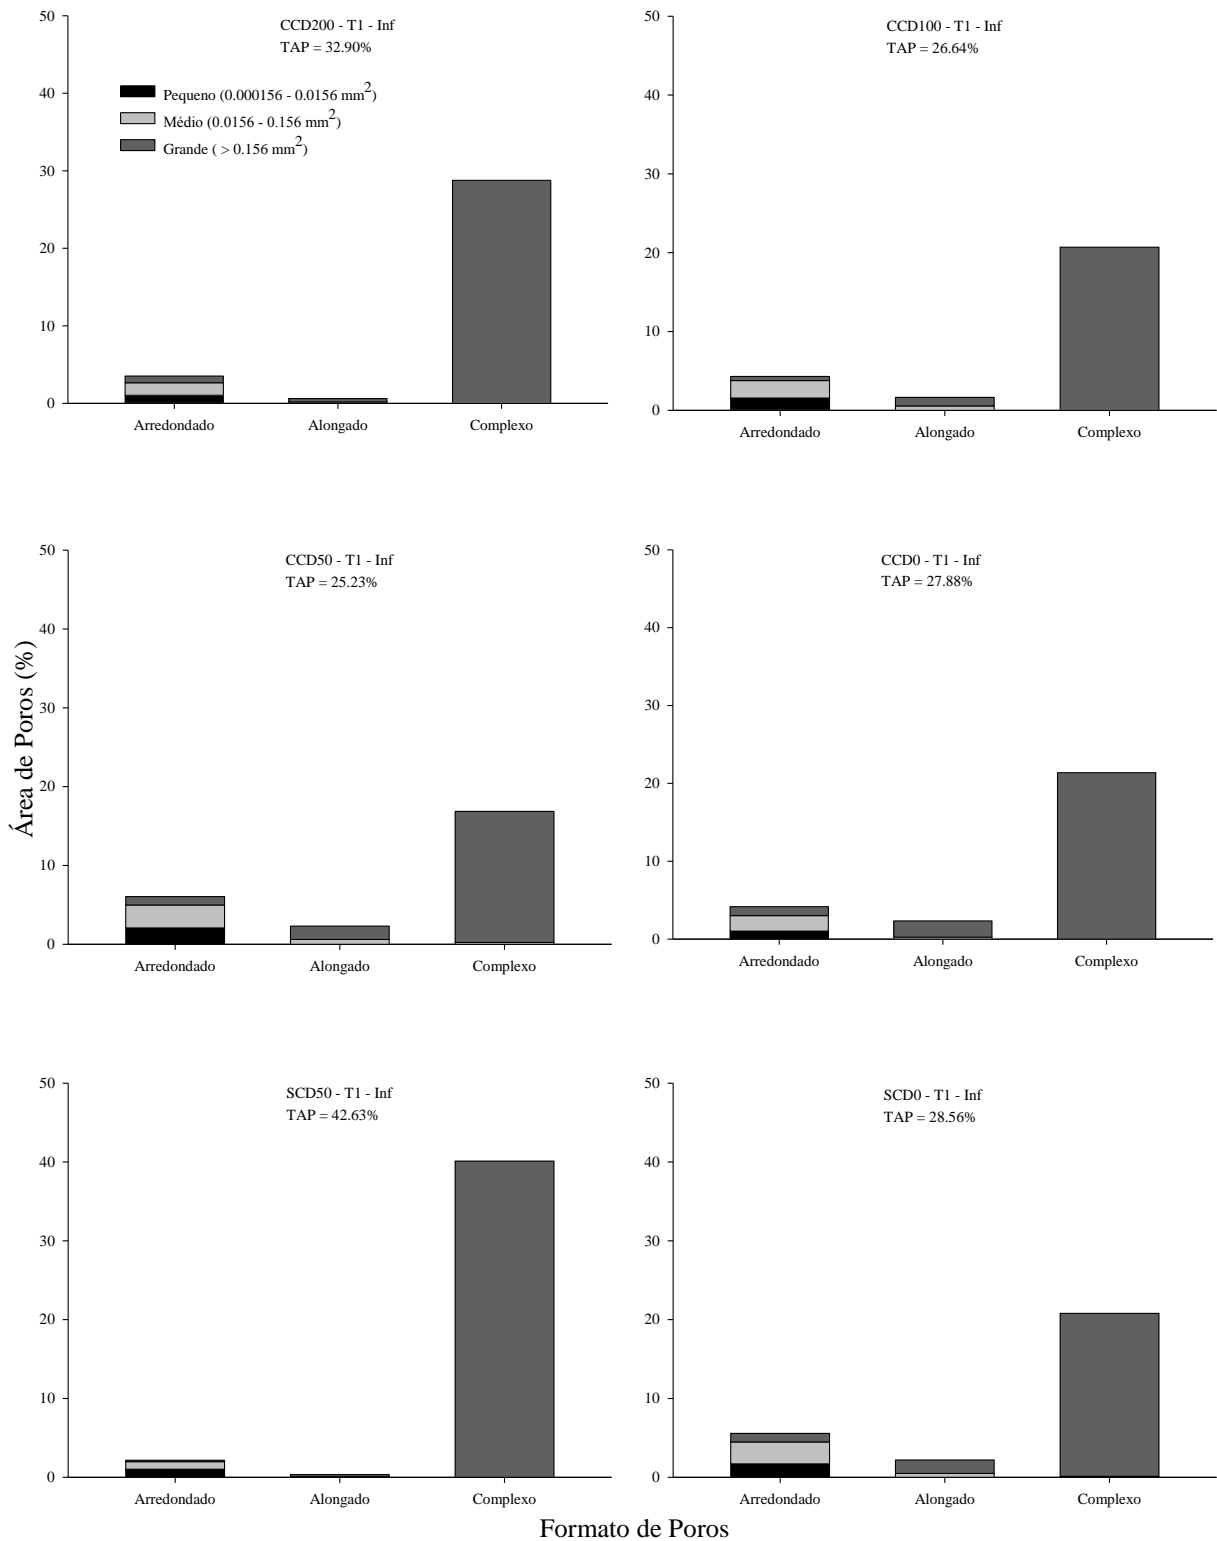 CCD200 - T1 - Inf
TAP = 32.90%
Pequeno (0.000156 - 0.0156 mm²)
Médio (0.0156 - 0.156 mm²)
Grande ( > 0.156 mm²)
50
40
30
20
10
0
Arredondado Alongado Complexo
CCD100 - T1 - Inf
TAP = 26.64%
50
40
30
20
10
0
Arredondado Alongado Complexo
Área de Poros (%)
CCD50 - T1 - Inf
TAP = 25.23%
50
40
30
20
10
0
Arredondado Alongado Complexo
CCD0 - T1 - Inf
TAP = 27.88%
50
40
30
20
10
0
Arredondado Alongado Complexo
SCD50 - T1 - Inf
TAP = 42.63%
50
40
30
20
10
0
Arredondado Alongado Complexo
SCD0 - T1 - Inf
TAP = 28.56%
50
40
30
20
10
0
Arredondado Alongado Complexo
Formato de Poros